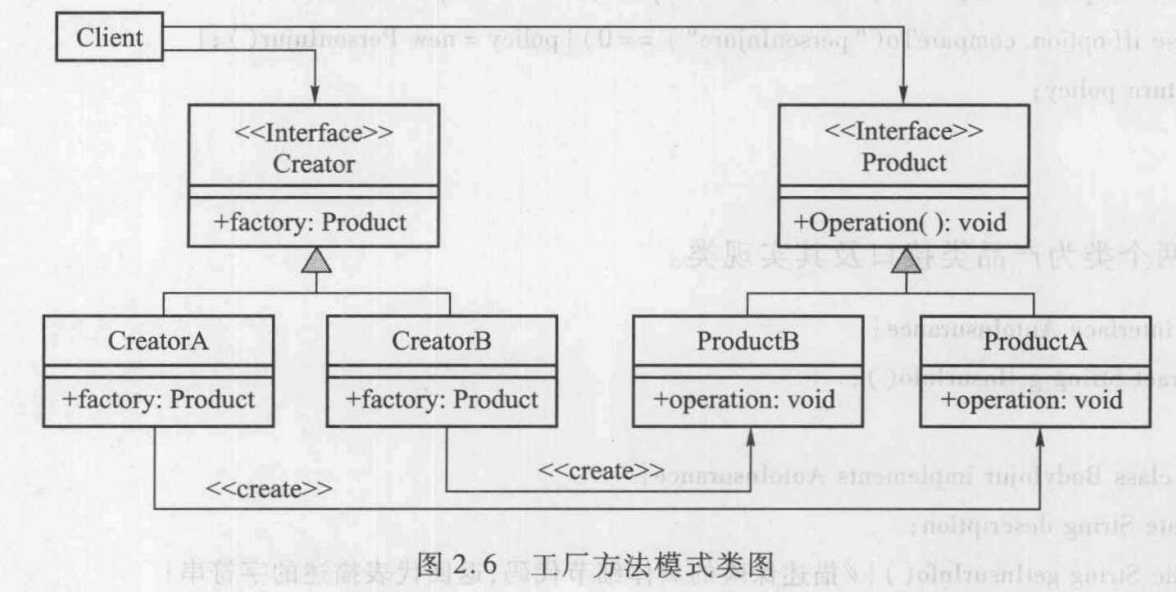 Client
<<Interface>>
Creator
+factory: Product
<<Interface>>
Product
+Operation( ): void
CreatorA
+factory: Product
CreatorB
+factory: Product
ProductB
+operation: void
ProductA
+operation: void
<<create>>
<<create>>
图 2.6 工厂方法模式类图